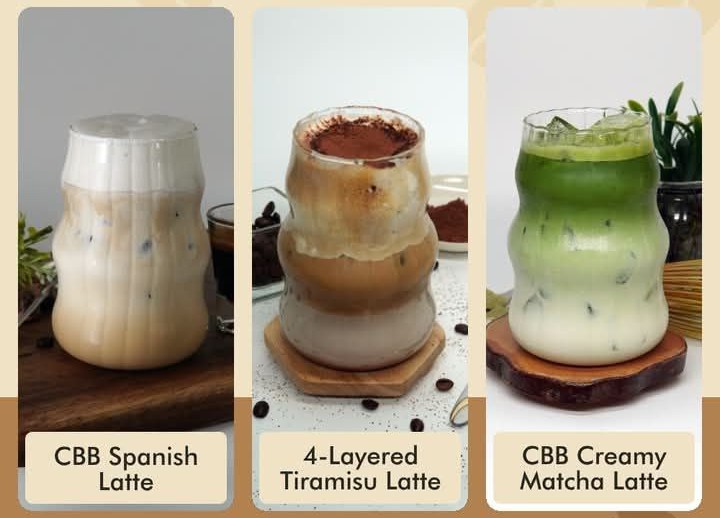 CBB Spanish
Latte
4-Layered
Tiramisu Latte
CBB Creamy
Matcha Latte